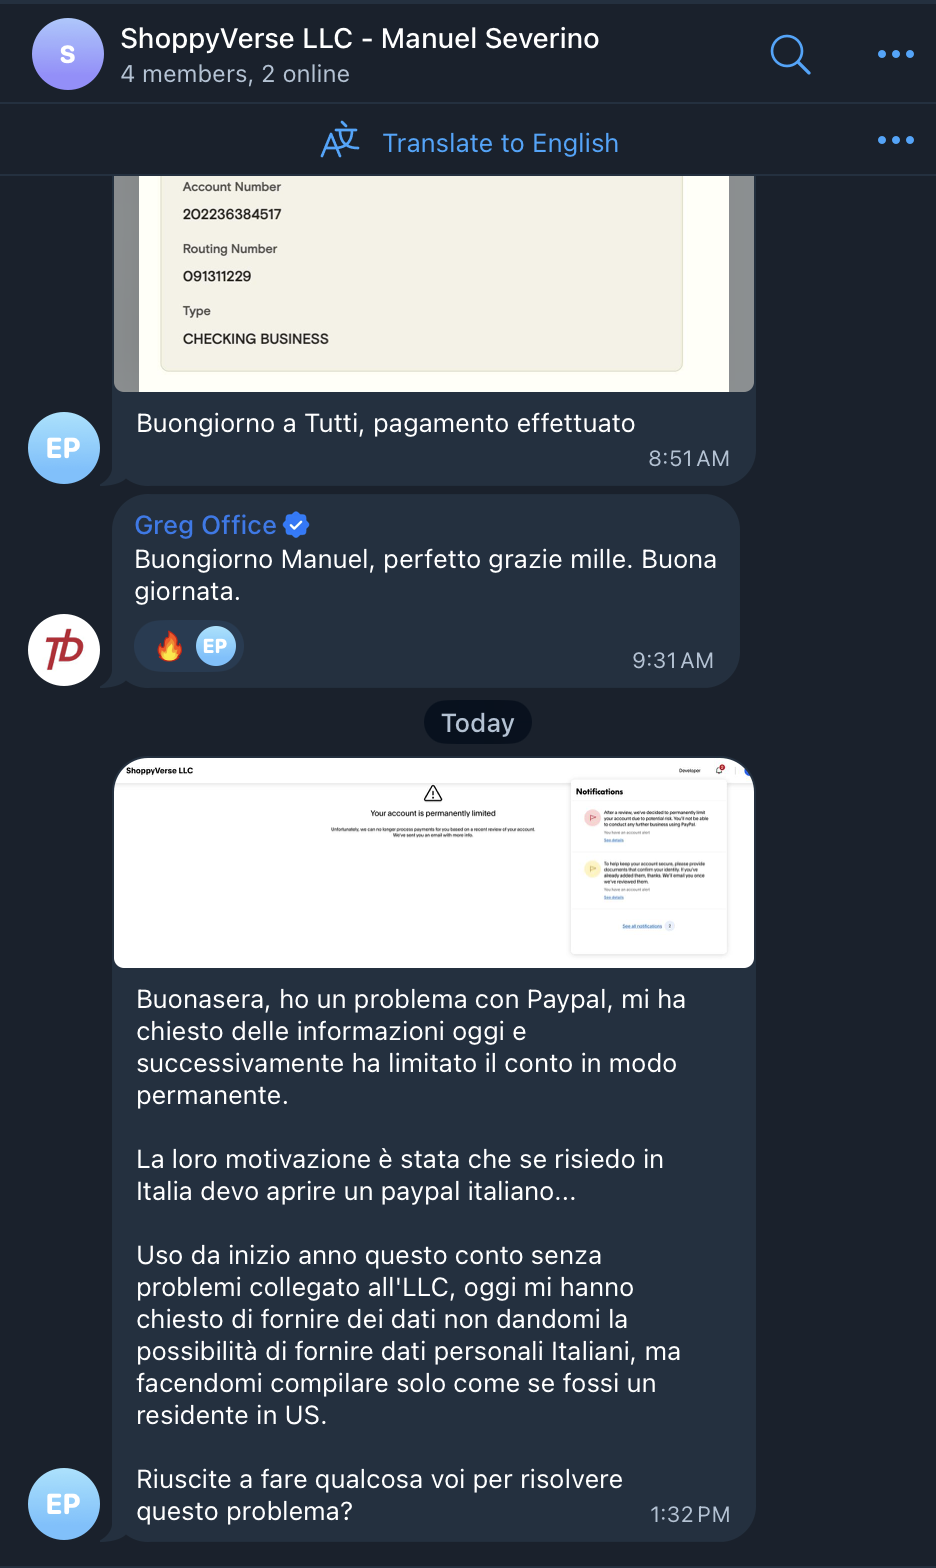 S
ShoppyVerse LLC - Manuel Severino
4 members, 2 online
Translate to English
Account Number
202236384517
Routing Number
091311229
Type
CHECKING BUSINESS
Buongiorno a Tutti, pagamento effettuato
8:51 AM
EP
Greg Office
Buongiorno Manuel, perfetto grazie mille. Buona
giornata.
EP
9:31 AM
TD
Today
ShoppyVerse LLC
Developer
Notifications
Your account is permanently limited
Unfortunately, we can no longer process payments for you based on a recent review of your account.
We've sent you an email with more info.
After a review, we've decided to permanently limit
your account due to potential risk. You'll not be able
to conduct any further business using PayPal.
You have an account alert
See details
To help keep your account secure, please provide
documents that confirm your identity. If you've
already added them, thanks. We'll email you once
we've reviewed them.
You have an account alert
See details
See all notifications
Buonasera, ho un problema con Paypal, mi ha
chiesto delle informazioni oggi e
successivamente ha limitato il conto in modo
permanente.
La loro motivazione è stata che se risiedo in
Italia devo aprire un paypal italiano...
Uso da inizio anno questo conto senza
problemi collegato all'LLC, oggi mi hanno
chiesto di fornire dei dati non dandomi la
possibilità di fornire dati personali Italiani, ma
facendomi compilare solo come se fossi un
residente in US.
Riuscite a fare qualcosa voi per risolvere
questo problema?
1:32 PM
EP